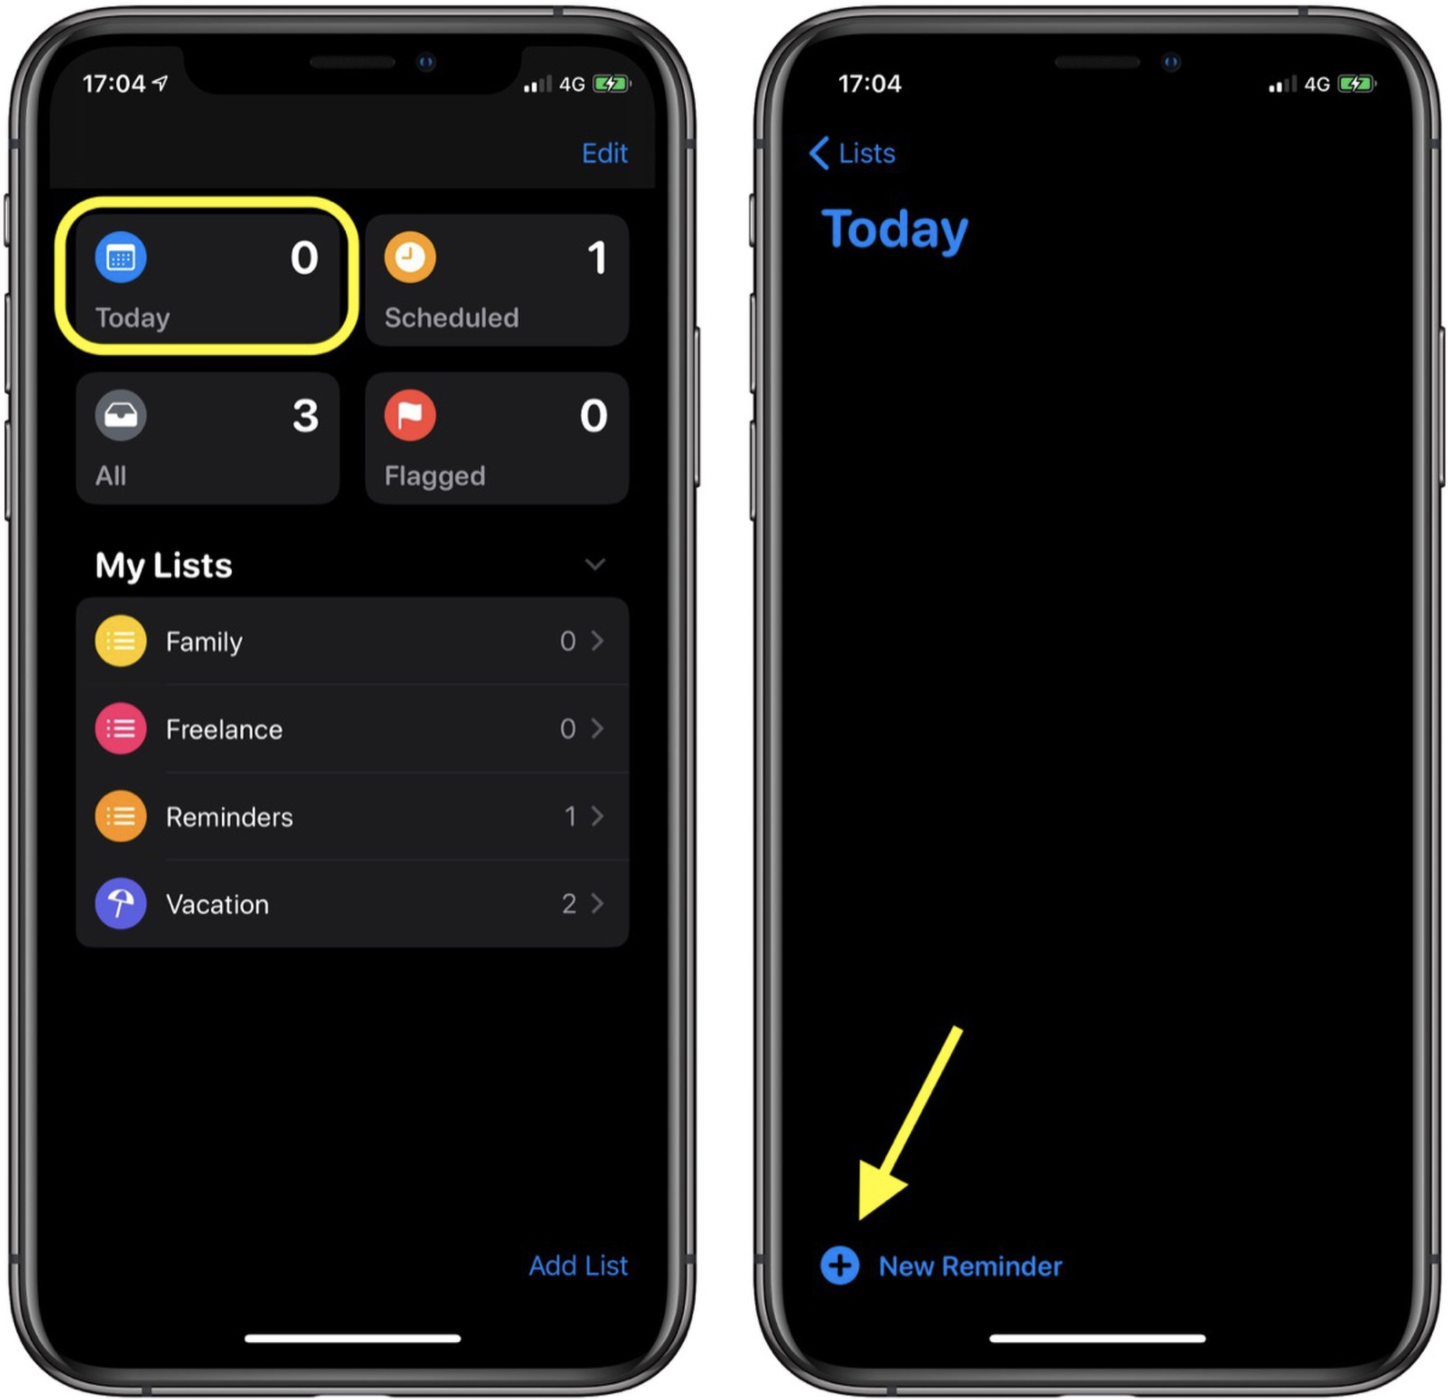 17:04
4G
Edit
0
Today
1
Scheduled
3
All
0
Flagged
My Lists
Family 0
Freelance 0
Reminders 1
Vacation 2
Add List
17:04
4G
Lists
Today
New Reminder